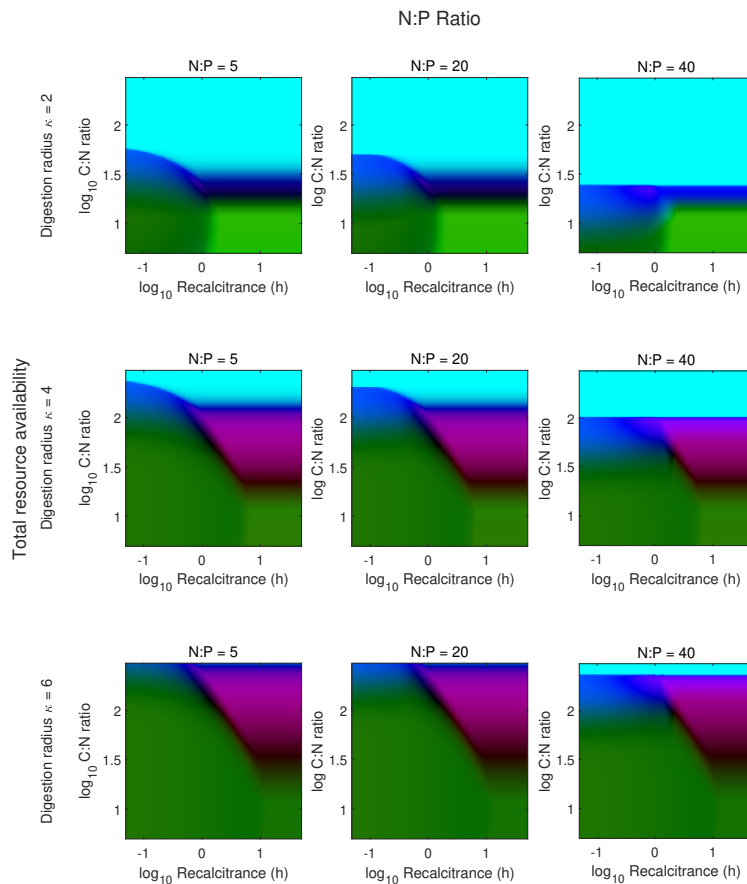 N:P Ratio
Total resource availability
Digestion radius κ = 2
N:P = 5
log10 C:N ratio
2
1.5
1
-1 0 1
log10 Recalcitrance (h)
N:P = 20
log C:N ratio
2
1.5
1
-1 0 1
log10 Recalcitrance (h)
N:P = 40
log C:N ratio
2
1.5
1
-1 0 1
log10 Recalcitrance (h)
Digestion radius κ = 4
N:P = 5
log10 C:N ratio
2
1.5
1
-1 0 1
log10 Recalcitrance (h)
N:P = 20
log C:N ratio
2
1.5
1
-1 0 1
log10 Recalcitrance (h)
N:P = 40
log C:N ratio
2
1.5
1
-1 0 1
log10 Recalcitrance (h)
Digestion radius κ = 6
N:P = 5
log10 C:N ratio
2
1.5
1
-1 0 1
log10 Recalcitrance (h)
N:P = 20
log C:N ratio
2
1.5
1
-1 0 1
log10 Recalcitrance (h)
N:P = 40
log C:N ratio
2
1.5
1
-1 0 1
log10 Recalcitrance (h)